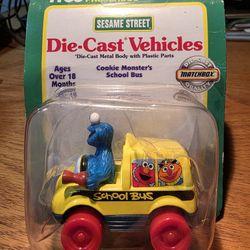 SESAME STREET
Die-Cast Vehicles
*Die-Cast Metal Body with Plastic Parts
Ages
Over 18
Months
Cookie Monster's
School Bus
MATCHBOX
SCHOOL BUS